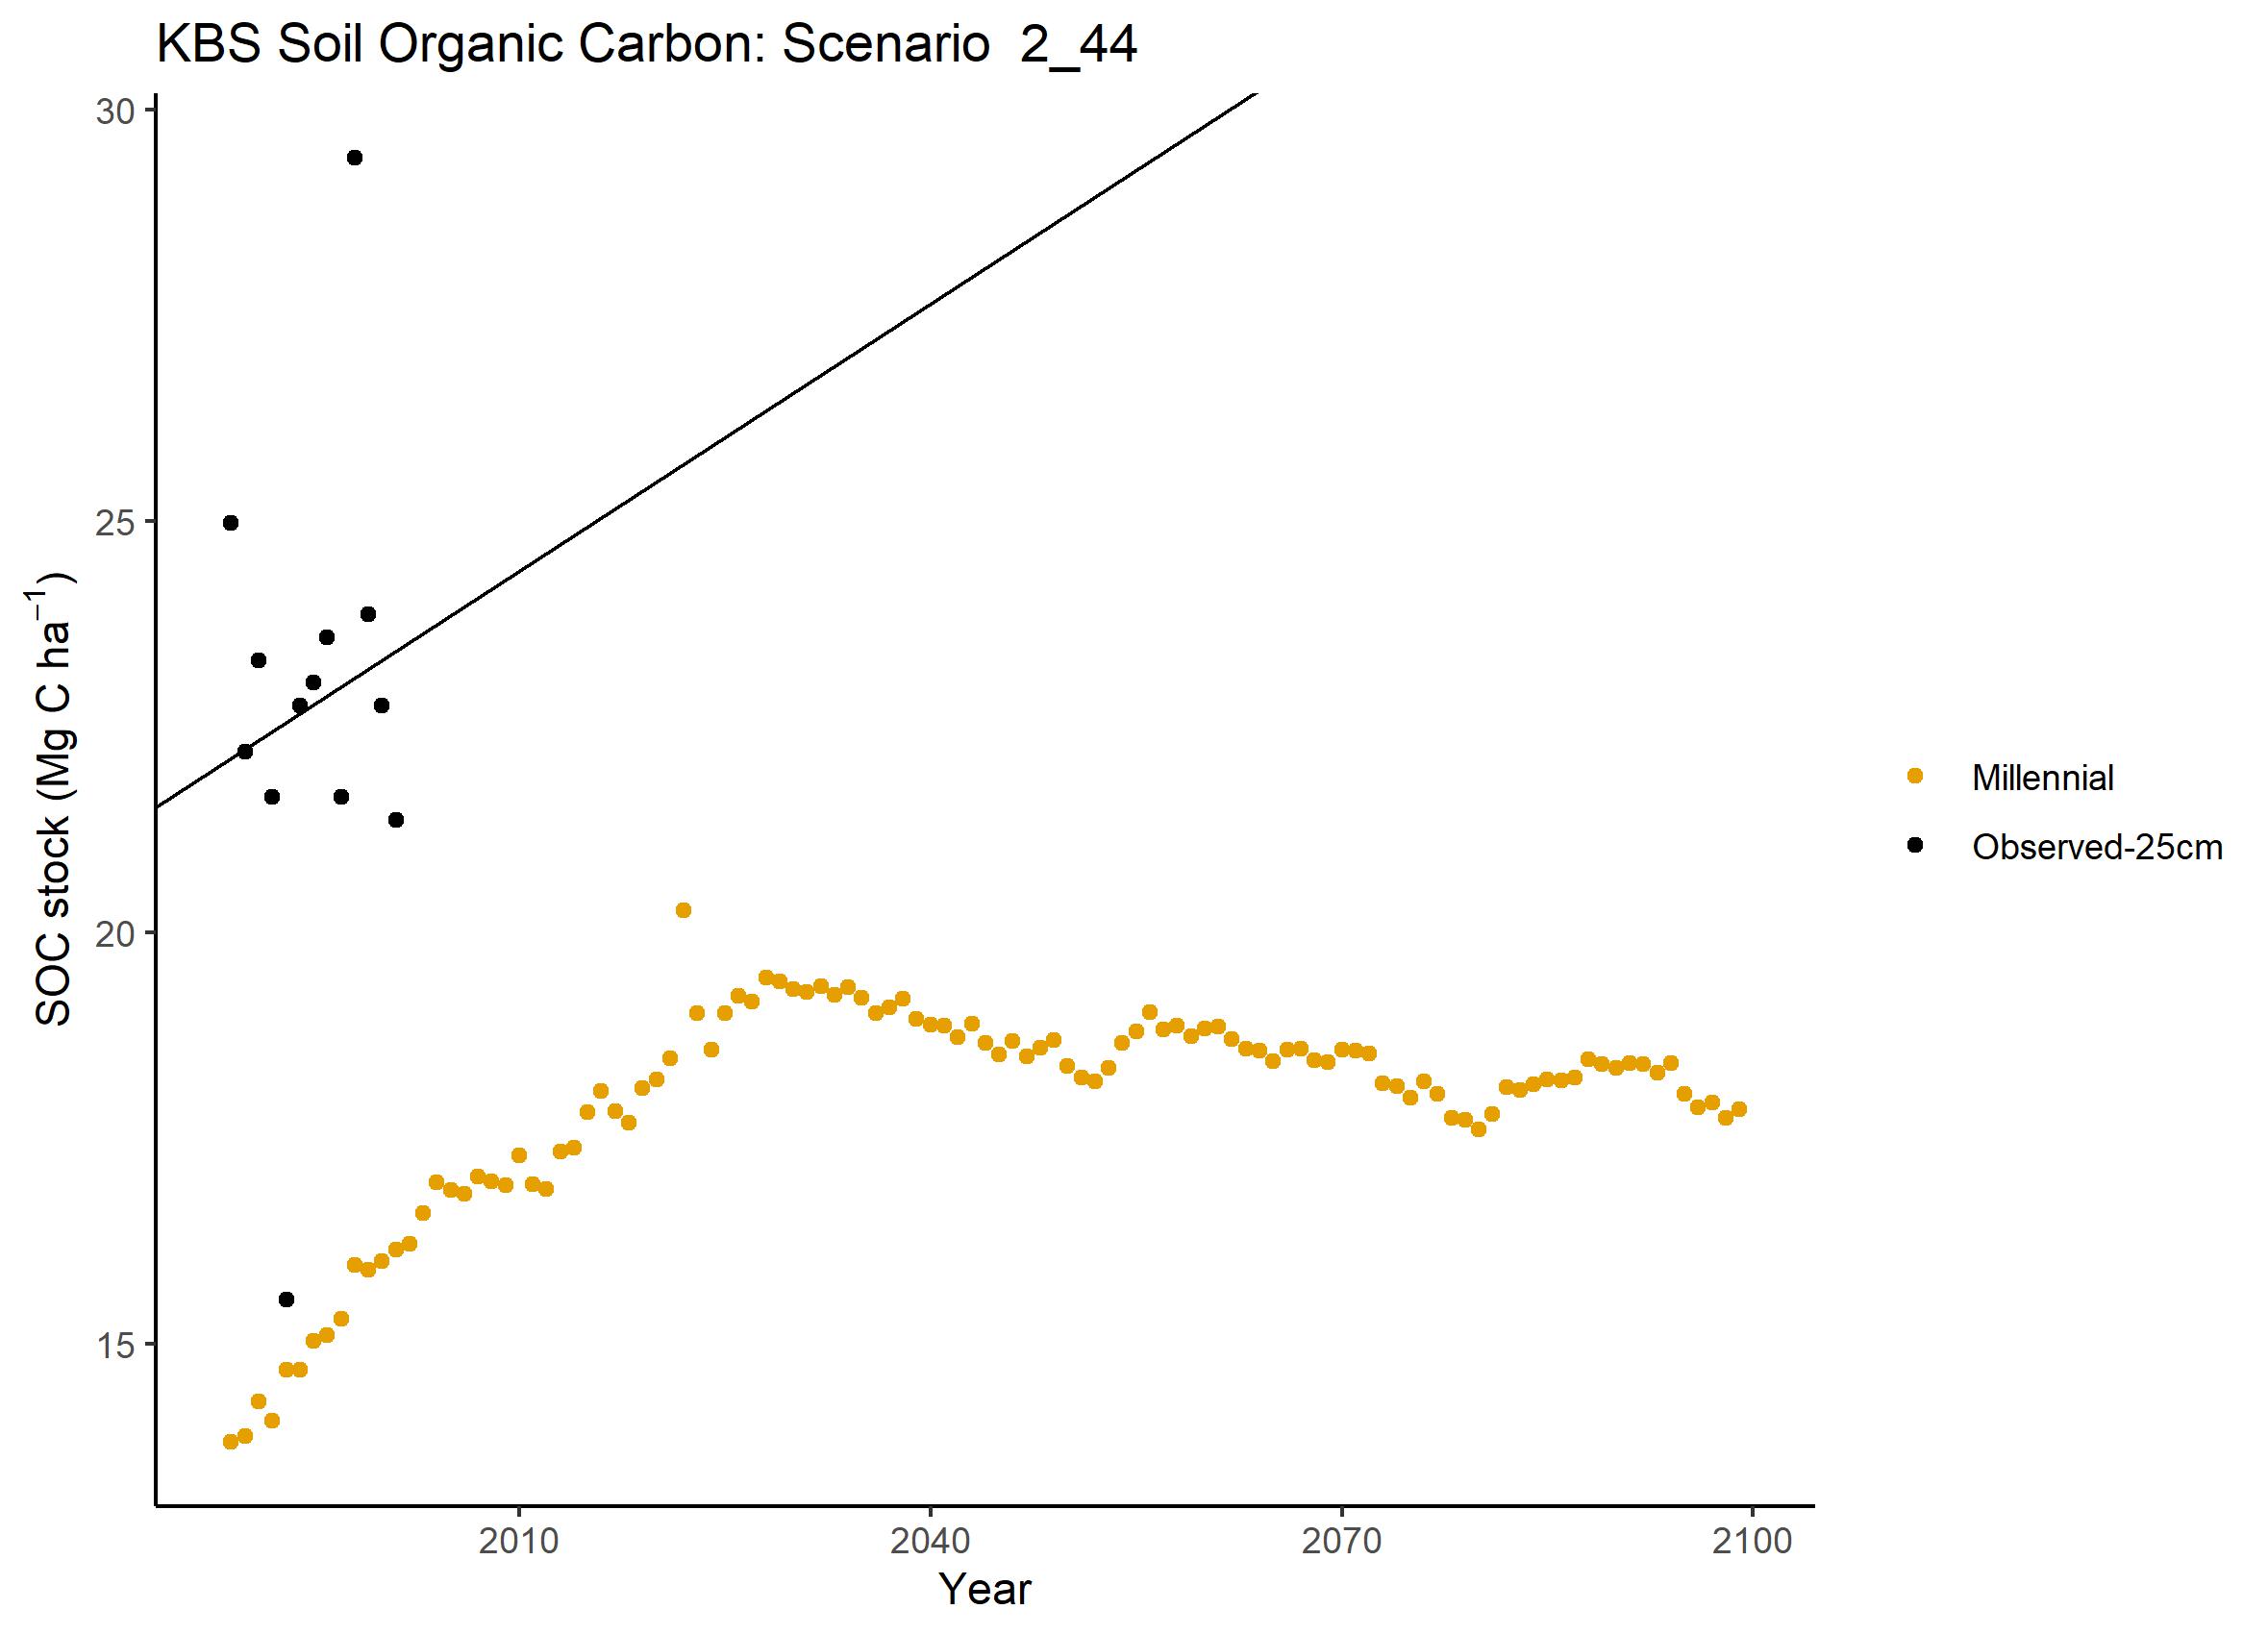 KBS Soil Organic Carbon: Scenario  2_44
30
25
20
15
SOC stock (Mg C ha⁻¹)
2010 2040 2070 2100
Year
Millennial
Observed-25cm